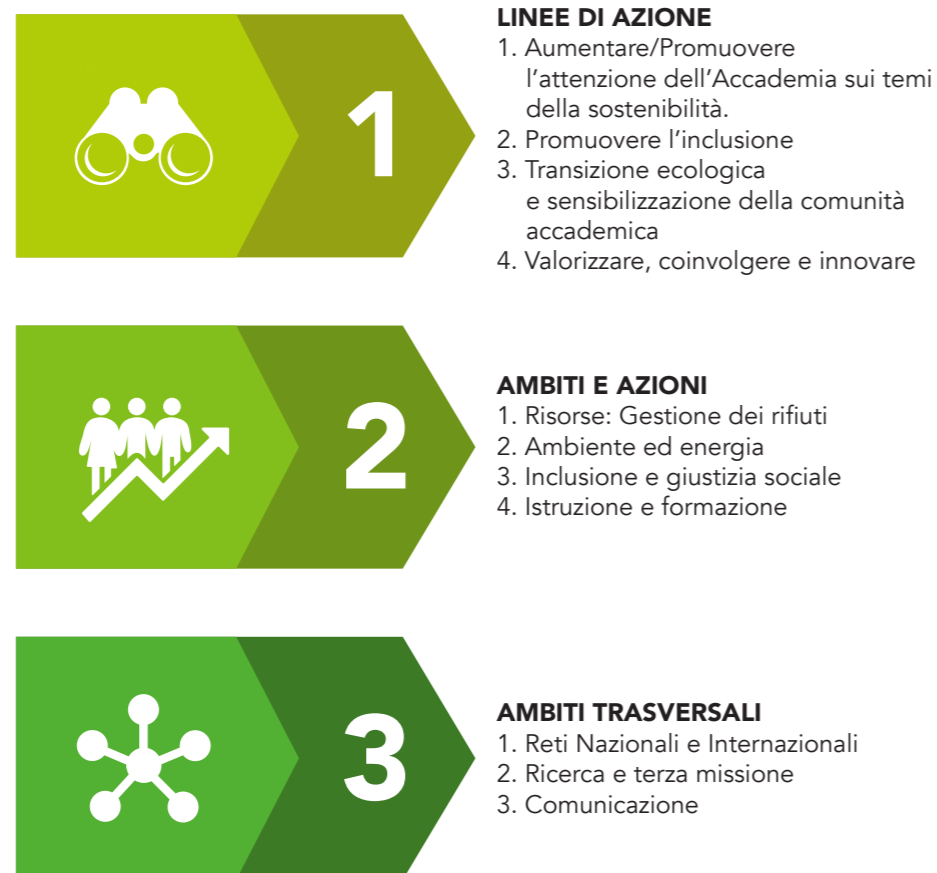 1
LINEE DI AZIONE
1. Aumentare/Promuovere
l’attenzione dell’Accademia sui temi
della sostenibilità.
2. Promuovere l’inclusione
3. Transizione ecologica
e sensibilizzazione della comunità
accademica
4. Valorizzare, coinvolgere e innovare
2
AMBITI E AZIONI
1. Risorse: Gestione dei rifiuti
2. Ambiente ed energia
3. Inclusione e giustizia sociale
4. Istruzione e formazione
3
AMBITI TRASVERSALI
1. Reti Nazionali e Internazionali
2. Ricerca e terza missione
3. Comunicazione